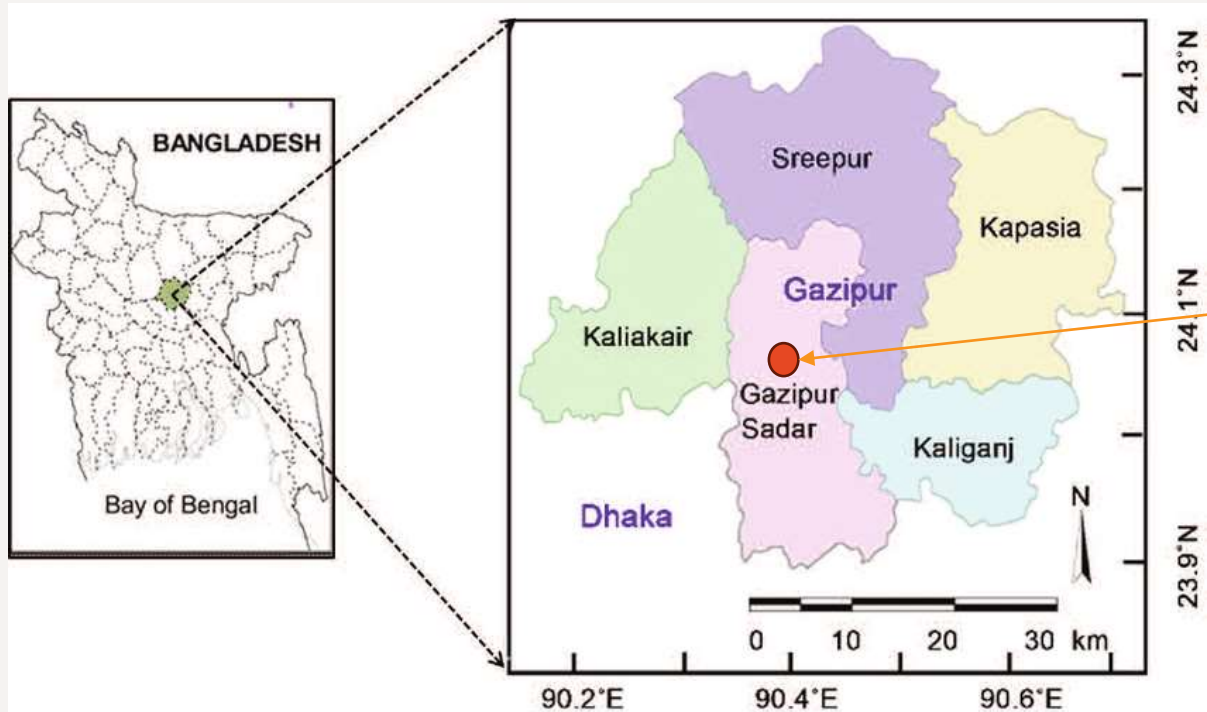 BANGLADESH
Bay of Bengal
Sreepur
Kapasia
Gazipur
Kaliakair
Gazipur
Sadar
Kaliganj
Dhaka
N
0 10 20 30 km
24.3°N
24.1°N
23.9°N
90.2°E 90.4°E 90.6°E